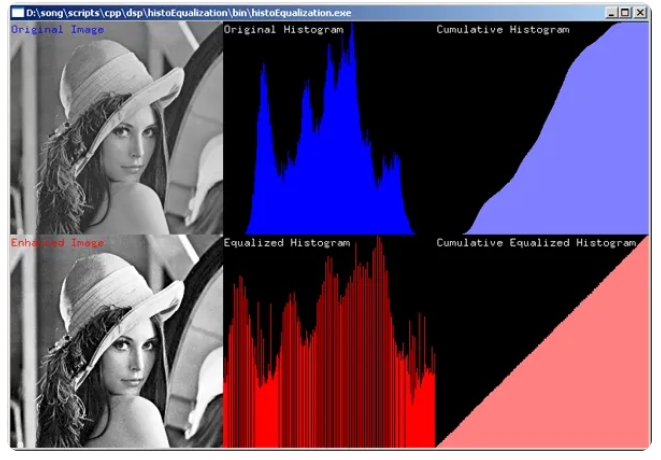 D:\song\scripts\cpp\dsp\histoEqualization\bin\histoEqualization.exe
Original Image
Original Histogram
Cumulative Histogram
Enhanced Image
Equalized Histogram
Cumulative Equalized Histogram